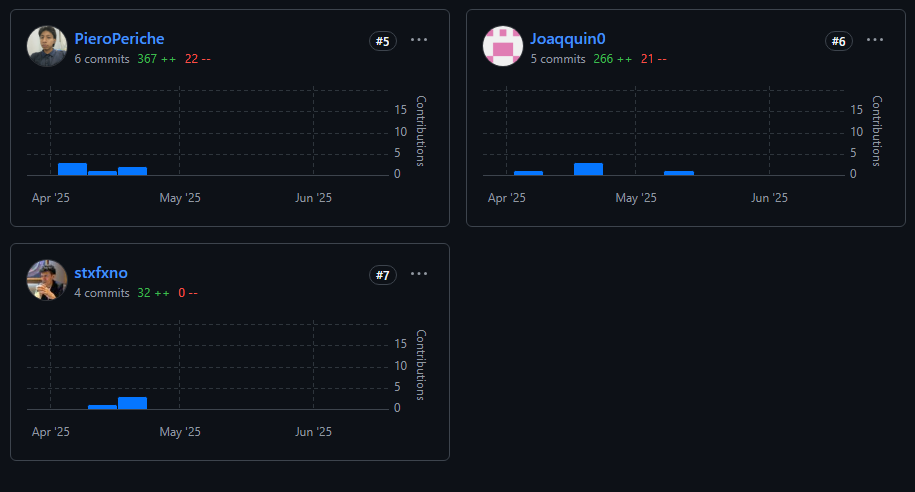 PieroPeriche
#5
6 commits 367 ++ 22 --
15
10
5
0
Contributions
Apr '25 May '25 Jun '25
Joaqquin0
#6
5 commits 266 ++ 21 --
15
10
5
0
Contributions
Apr '25 May '25 Jun '25
stxfxno
#7
4 commits 32 ++ 0 --
15
10
5
0
Contributions
Apr '25 May '25 Jun '25